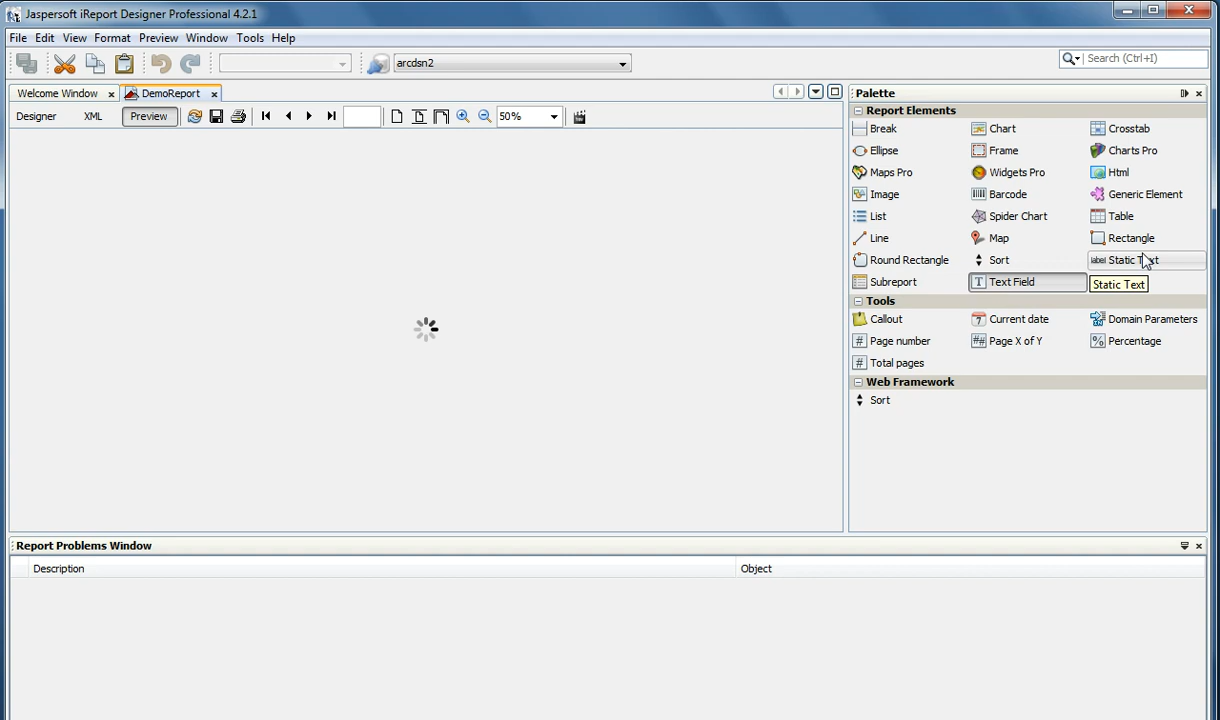 Jaspersoft iReport Designer Professional 4.2.1
File Edit View Format Preview Window Tools Help
arcdsn2
Search (Ctrl+I)
Welcome Window DemoReport
Designer XML Preview 50%
Palette
Report Elements
Break Chart Crosstab
Ellipse Frame Charts Pro
Maps Pro Widgets Pro Html
Image Barcode Generic Element
List Spider Chart Table
Line Map Rectangle
Round Rectangle Sort label Static Text
Subreport T Text Field Static Text
Tools
Callout 7 Current date Domain Parameters
# Page number ## Page X of Y % Percentage
# Total pages
Web Framework
Sort
Report Problems Window
Description Object